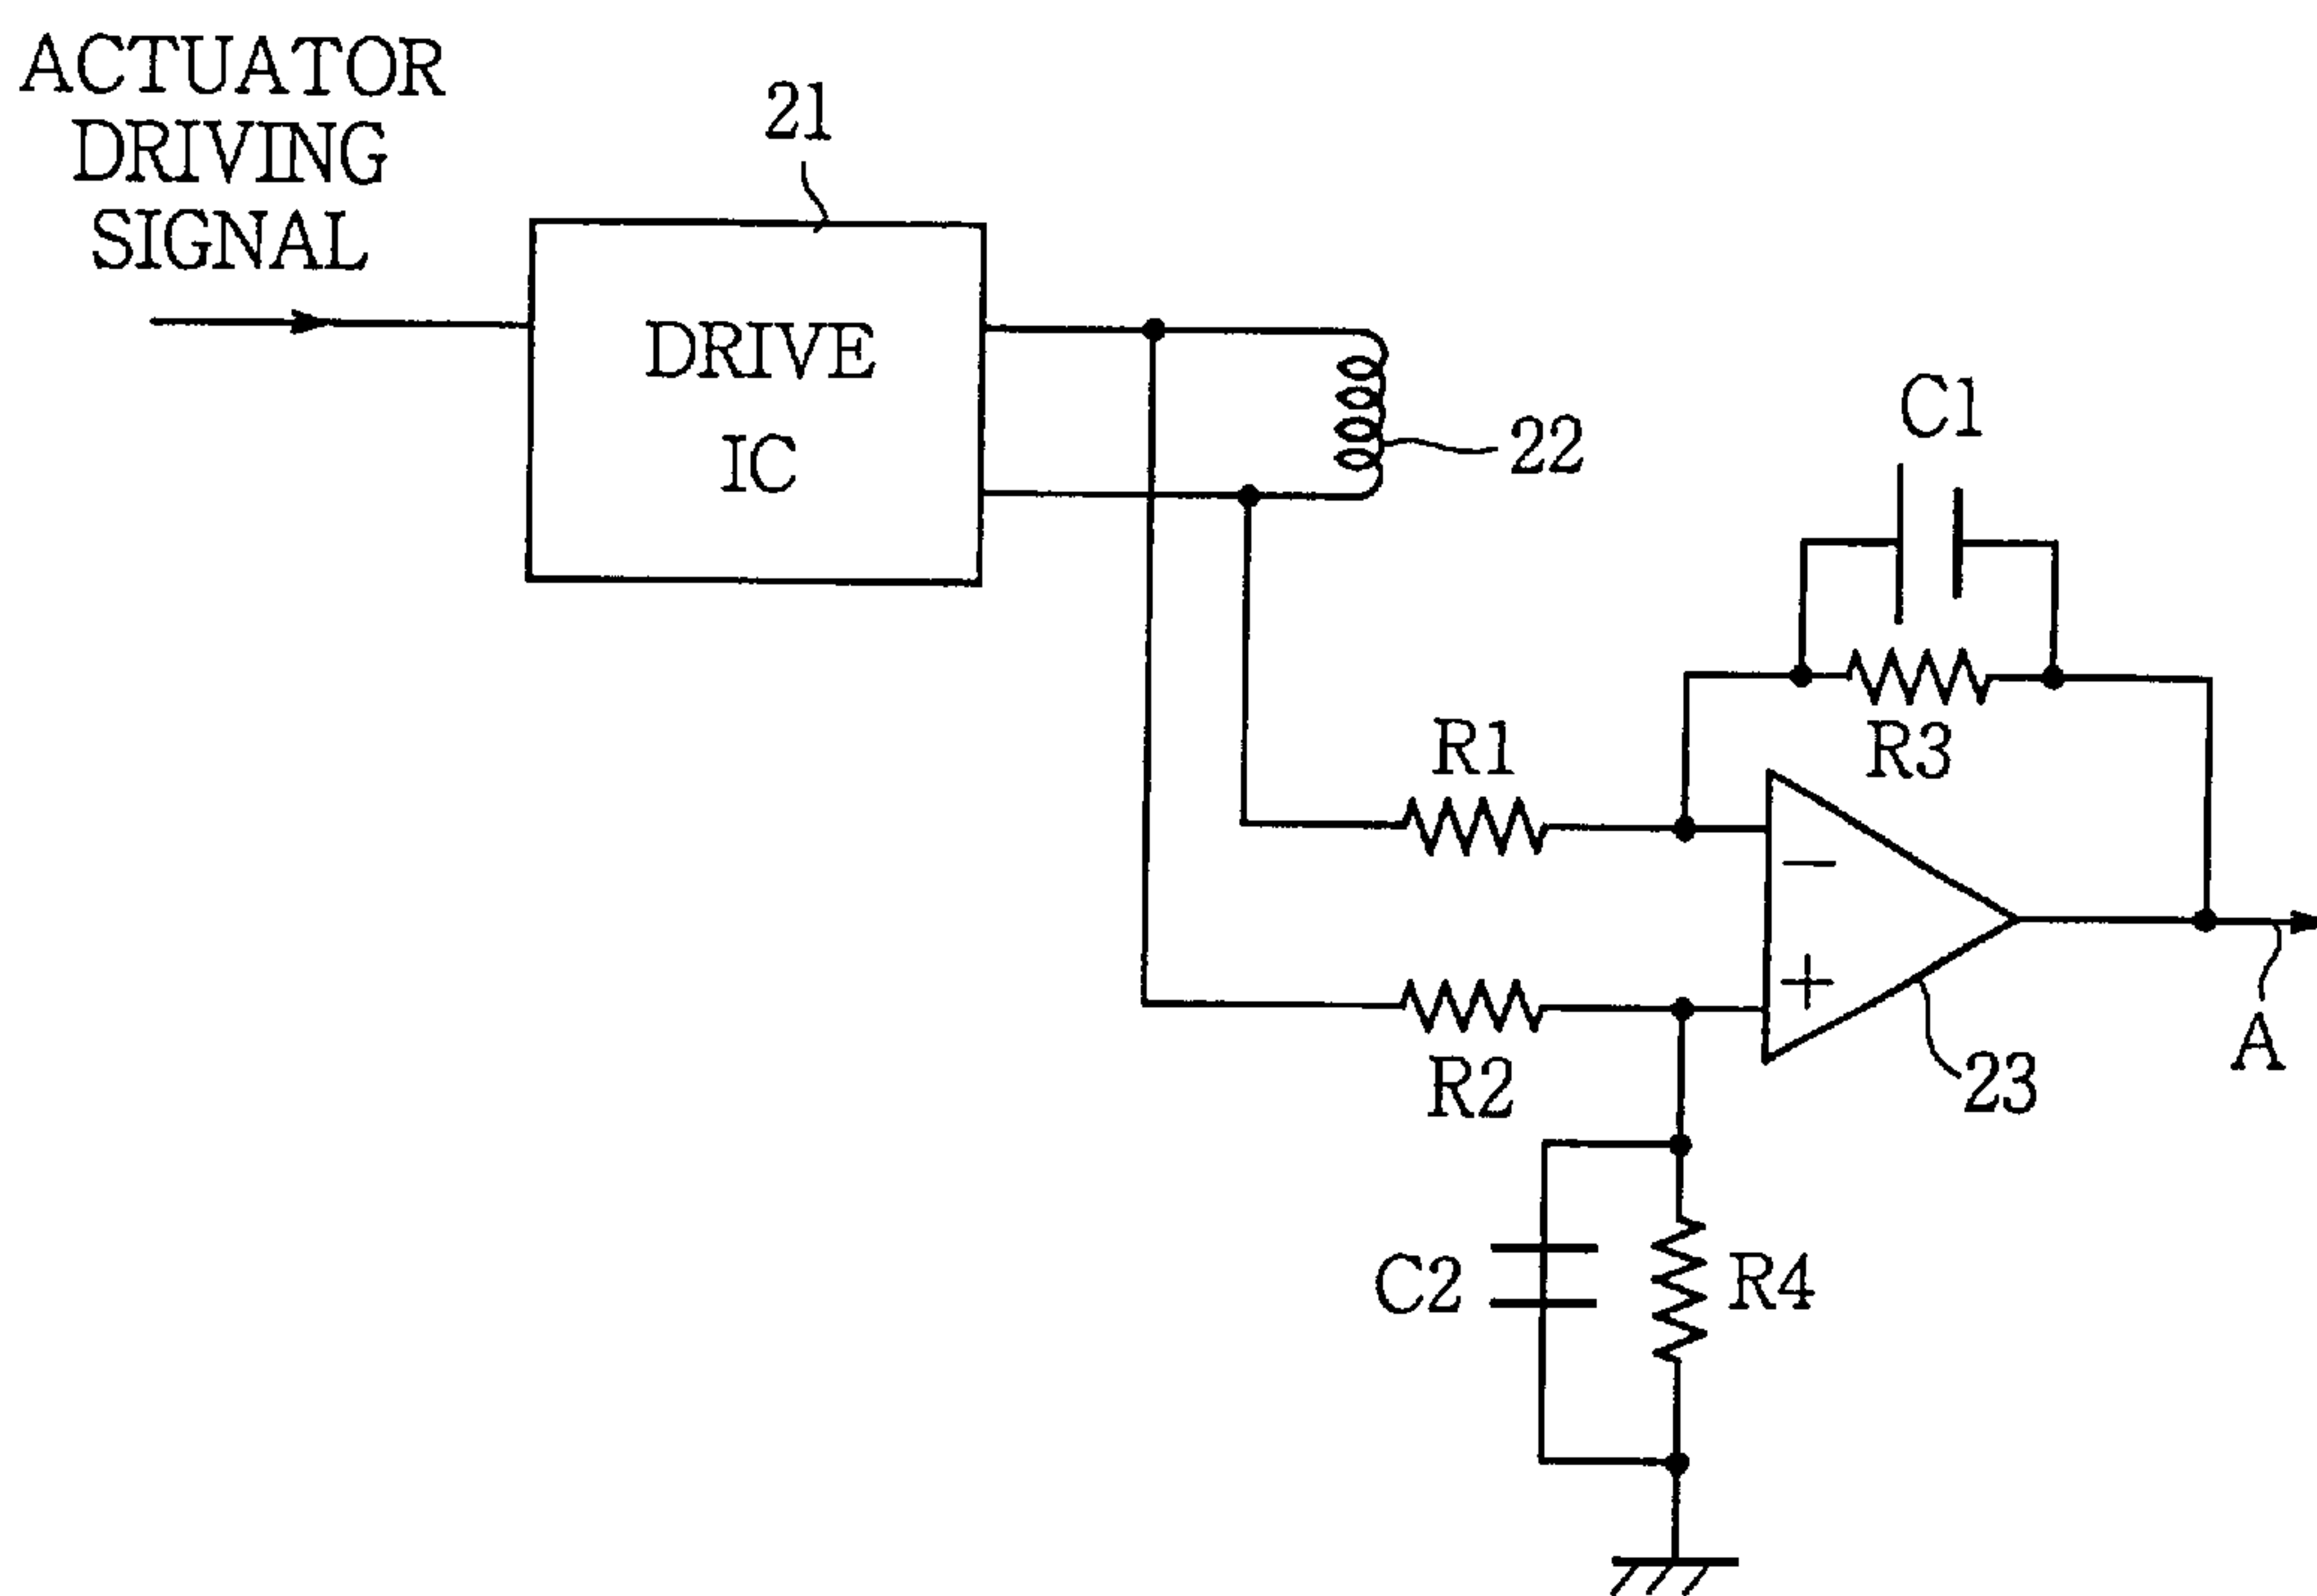 ACTUATOR
DRIVING
SIGNAL
21
DRIVE
IC
22
C1
R3
R1
−
+
R2
23
A
C2
R4